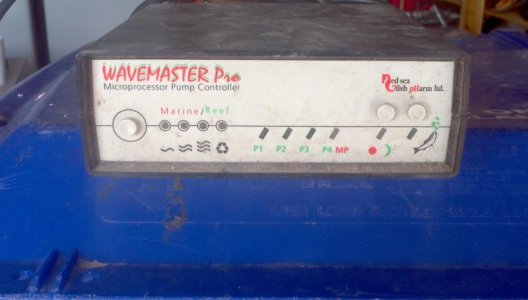 WAVEMASTER Pro
Microprocessor Pump Controller
Red sea
fish pHarm ltd.
Marine/Reef
P1 P2 P3 P4 MP